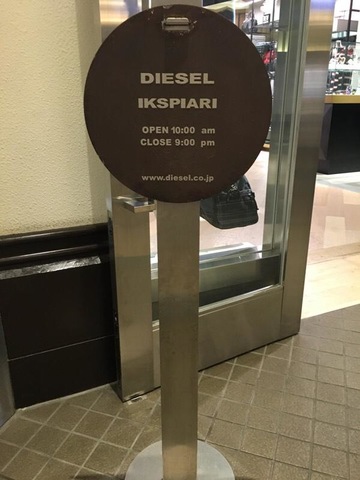 DIESEL
IKSPIARI
OPEN 10:00 am
CLOSE 9:00 pm
www.diesel.co.jp